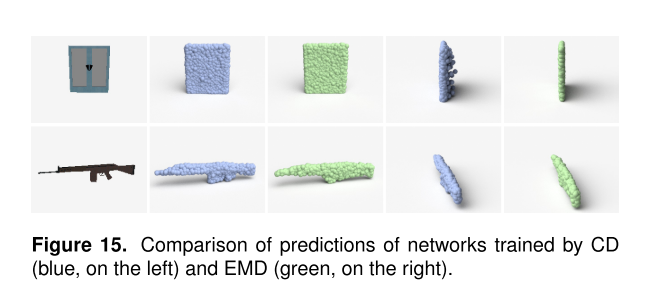 Figure 15. Comparison of predictions of networks trained by CD
(blue, on the left) and EMD (green, on the right).